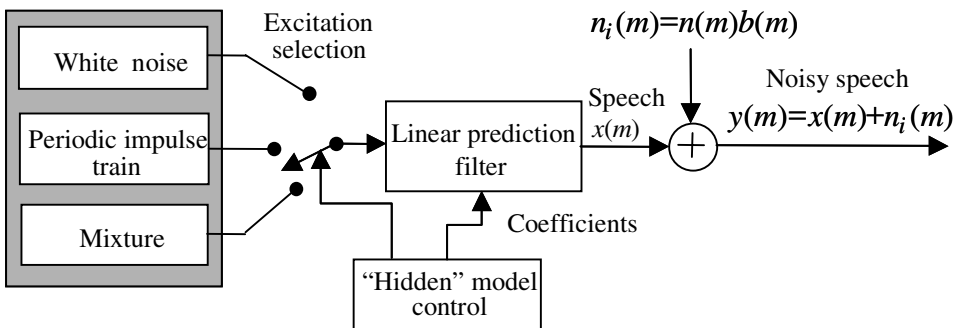 White noise
Periodic impulse
train
Mixture
Excitation
selection
Linear prediction
filter
Coefficients
“Hidden” model
control
Speech
x(m)
n_i(m)=n(m)b(m)
Noisy speech
y(m)=x(m)+n_i(m)
+